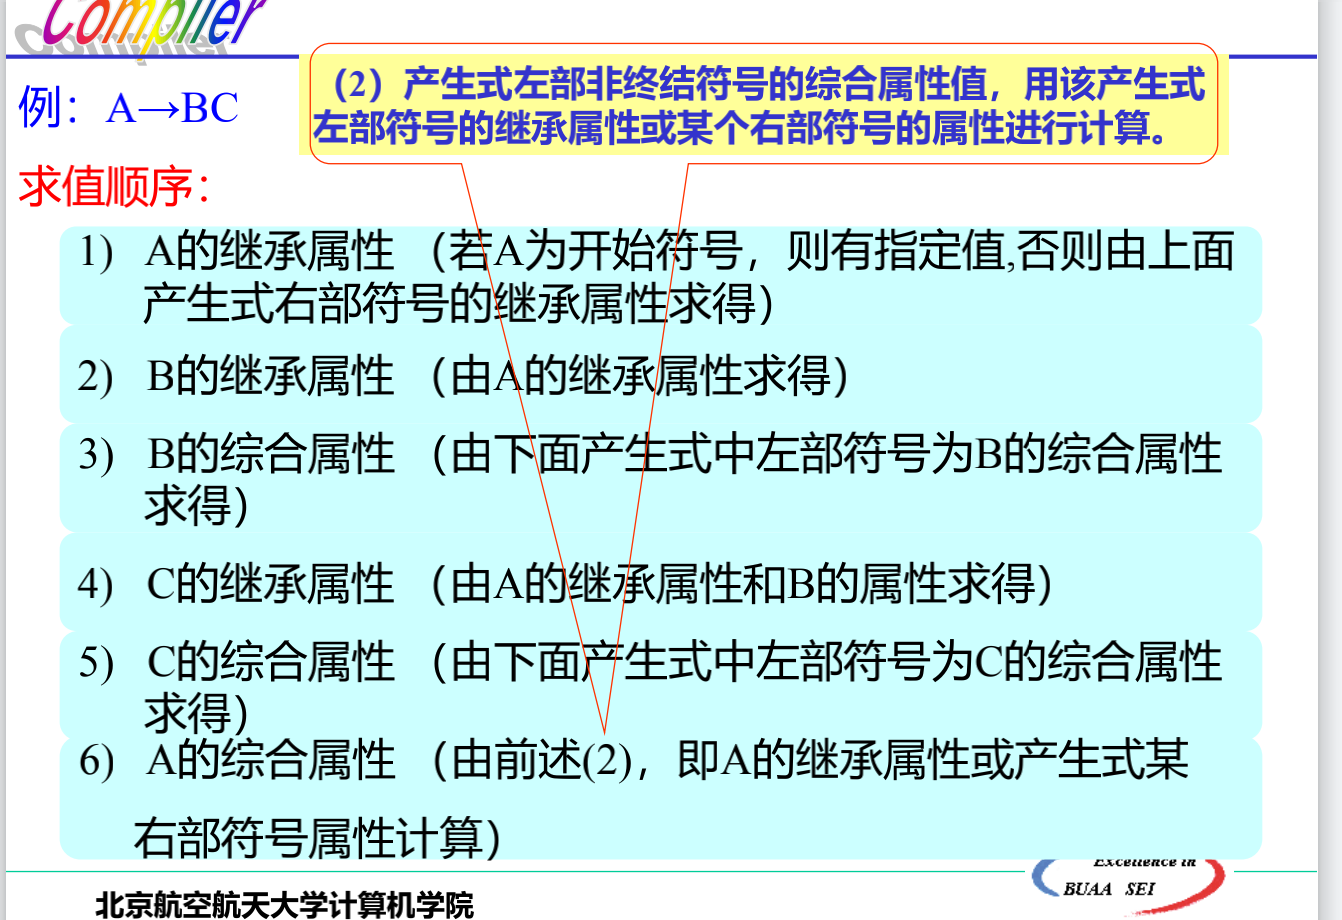 Compiler
（2）产生式左部非终结符号的综合属性值，用该产生式
左部符号的继承属性或某个右部符号的属性进行计算。
例：A→BC
求值顺序：
1) A的继承属性 （若A为开始符号，则有指定值,否则由上面
产生式右部符号的继承属性求得）
2) B的继承属性 （由A的继承属性求得）
3) B的综合属性 （由下面产生式中左部符号为B的综合属性
求得）
4) C的继承属性 （由A的继承属性和B的属性求得）
5) C的综合属性 （由下面产生式中左部符号为C的综合属性
求得）
6) A的综合属性 （由前述(2)，即A的继承属性或产生式某
右部符号属性计算）
Excellence in
BUAA SEI
北京航空航天大学计算机学院